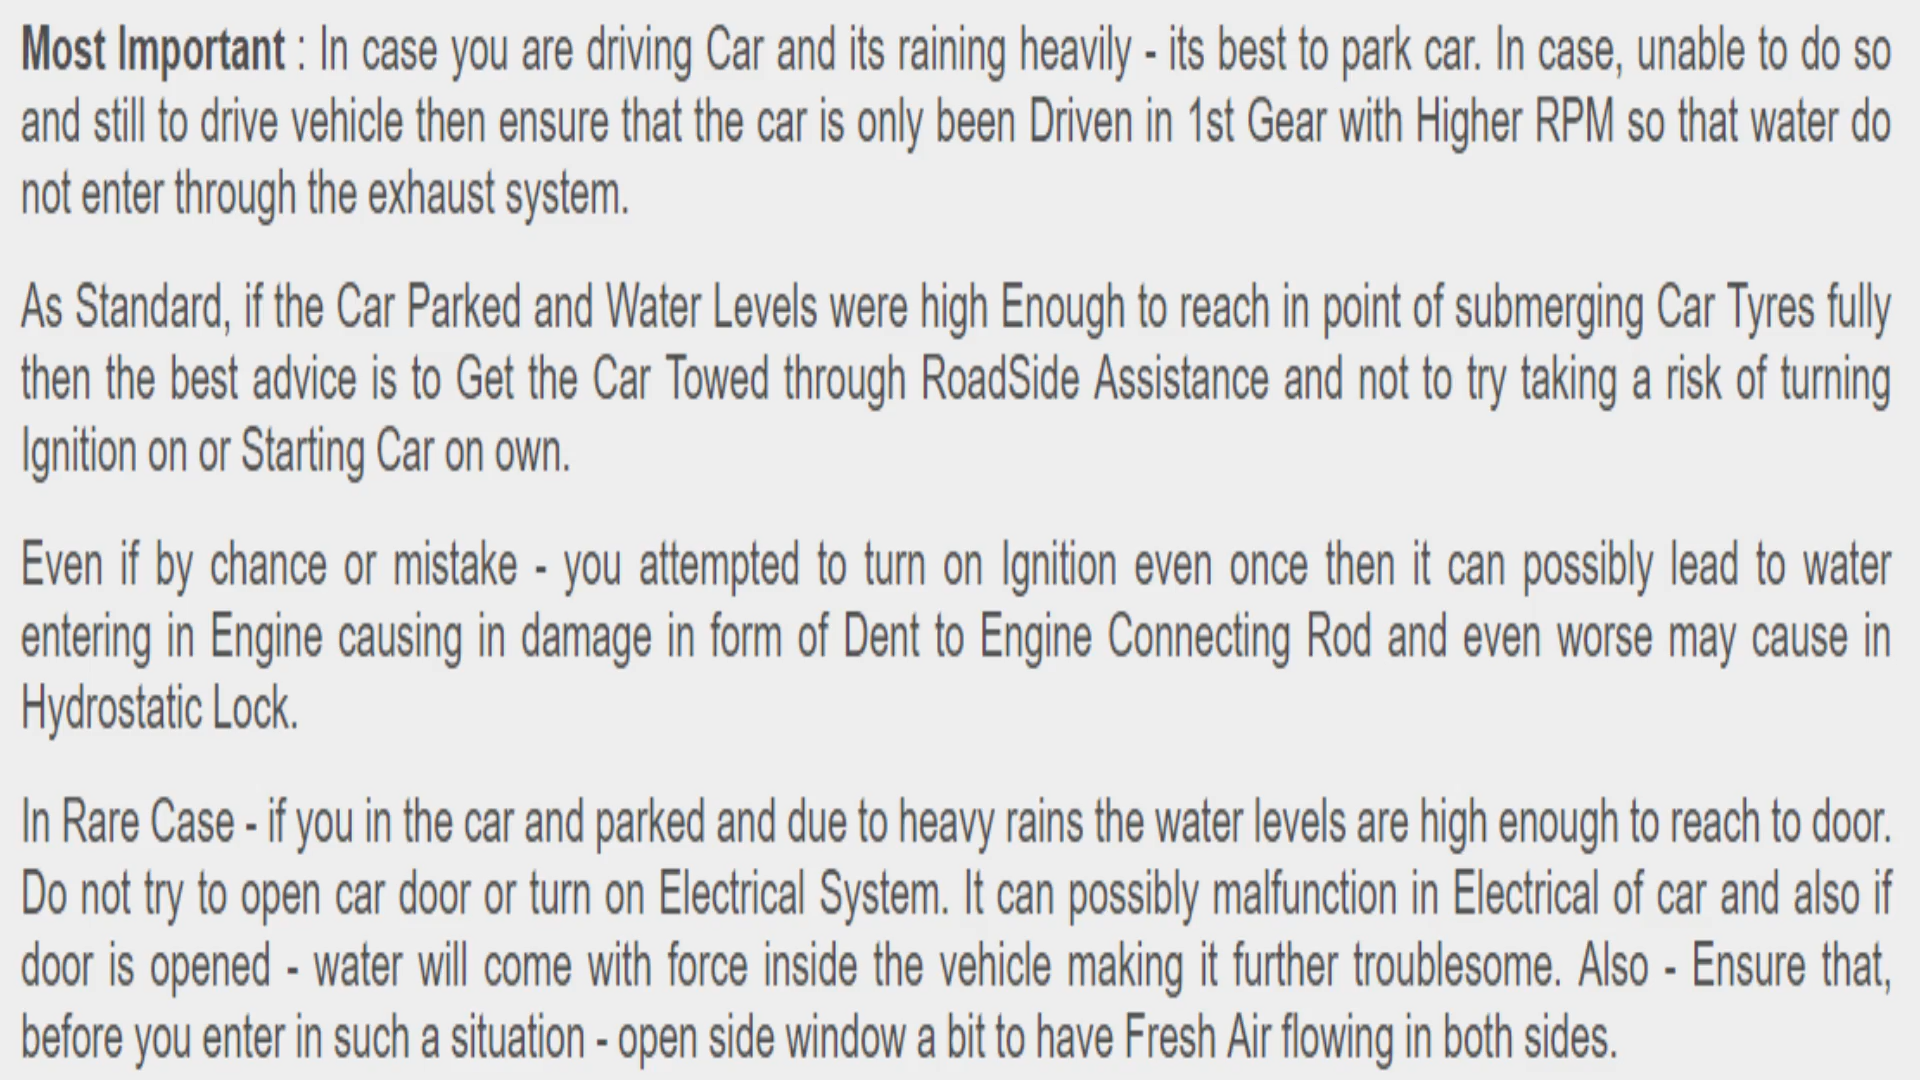 Most Important : In case you are driving Car and its raining heavily - its best to park car. In case, unable to do so
and still to drive vehicle then ensure that the car is only been Driven in 1st Gear with Higher RPM so that water do
not enter through the exhaust system.
As Standard, if the Car Parked and Water Levels were high Enough to reach in point of submerging Car Tyres fully
then the best advice is to Get the Car Towed through RoadSide Assistance and not to try taking a risk of turning
Ignition on or Starting Car on own.
Even if by chance or mistake - you attempted to turn on Ignition even once then it can possibly lead to water
entering in Engine causing in damage in form of Dent to Engine Connecting Rod and even worse may cause in
Hydrostatic Lock.
In Rare Case - if you in the car and parked and due to heavy rains the water levels are high enough to reach to door.
Do not try to open car door or turn on Electrical System. It can possibly malfunction in Electrical of car and also if
door is opened - water will come with force inside the vehicle making it further troublesome. Also - Ensure that,
before you enter in such a situation - open side window a bit to have Fresh Air flowing in both sides.